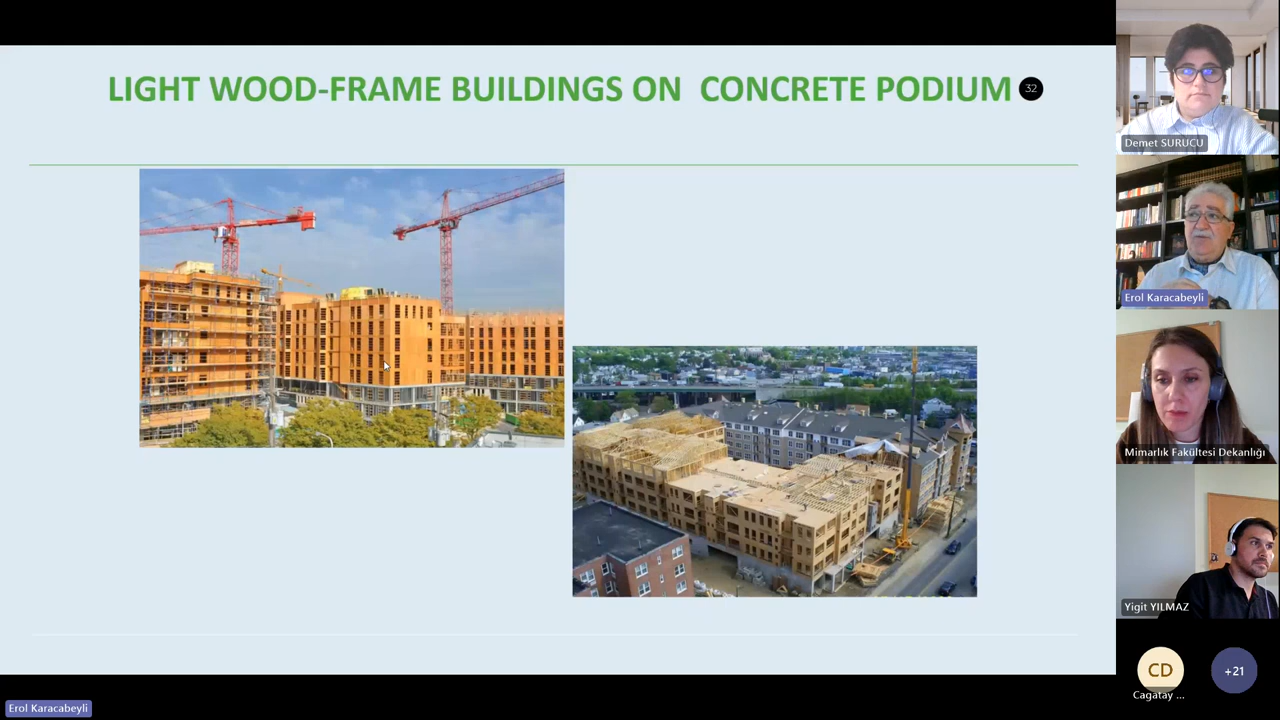 LIGHT WOOD-FRAME BUILDINGS ON CONCRETE PODIUM
32
Demet SURUCU
Erol Karacabeyli
Mimarlık Fakültesi Dekanlığı
Yigit YILMAZ
CD
Cagatay ...
+21
Erol Karacabeyli